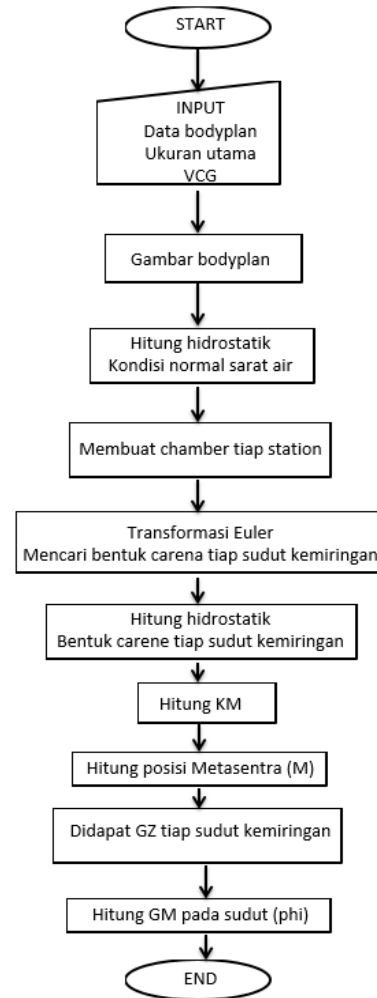 START
INPUT
Data bodyplan
Ukuran utama
VCG
Gambar bodyplan
Hitung hidrostatik
Kondisi normal sarat air
Membuat chamber tiap station
Transformasi Euler
Mencari bentuk carena tiap sudut kemiringan
Hitung hidrostatik
Bentuk carene tiap sudut kemiringan
Hitung KM
Hitung posisi Metasentra (M)
Didapat GZ tiap sudut kemiringan
Hitung GM pada sudut (phi)
END